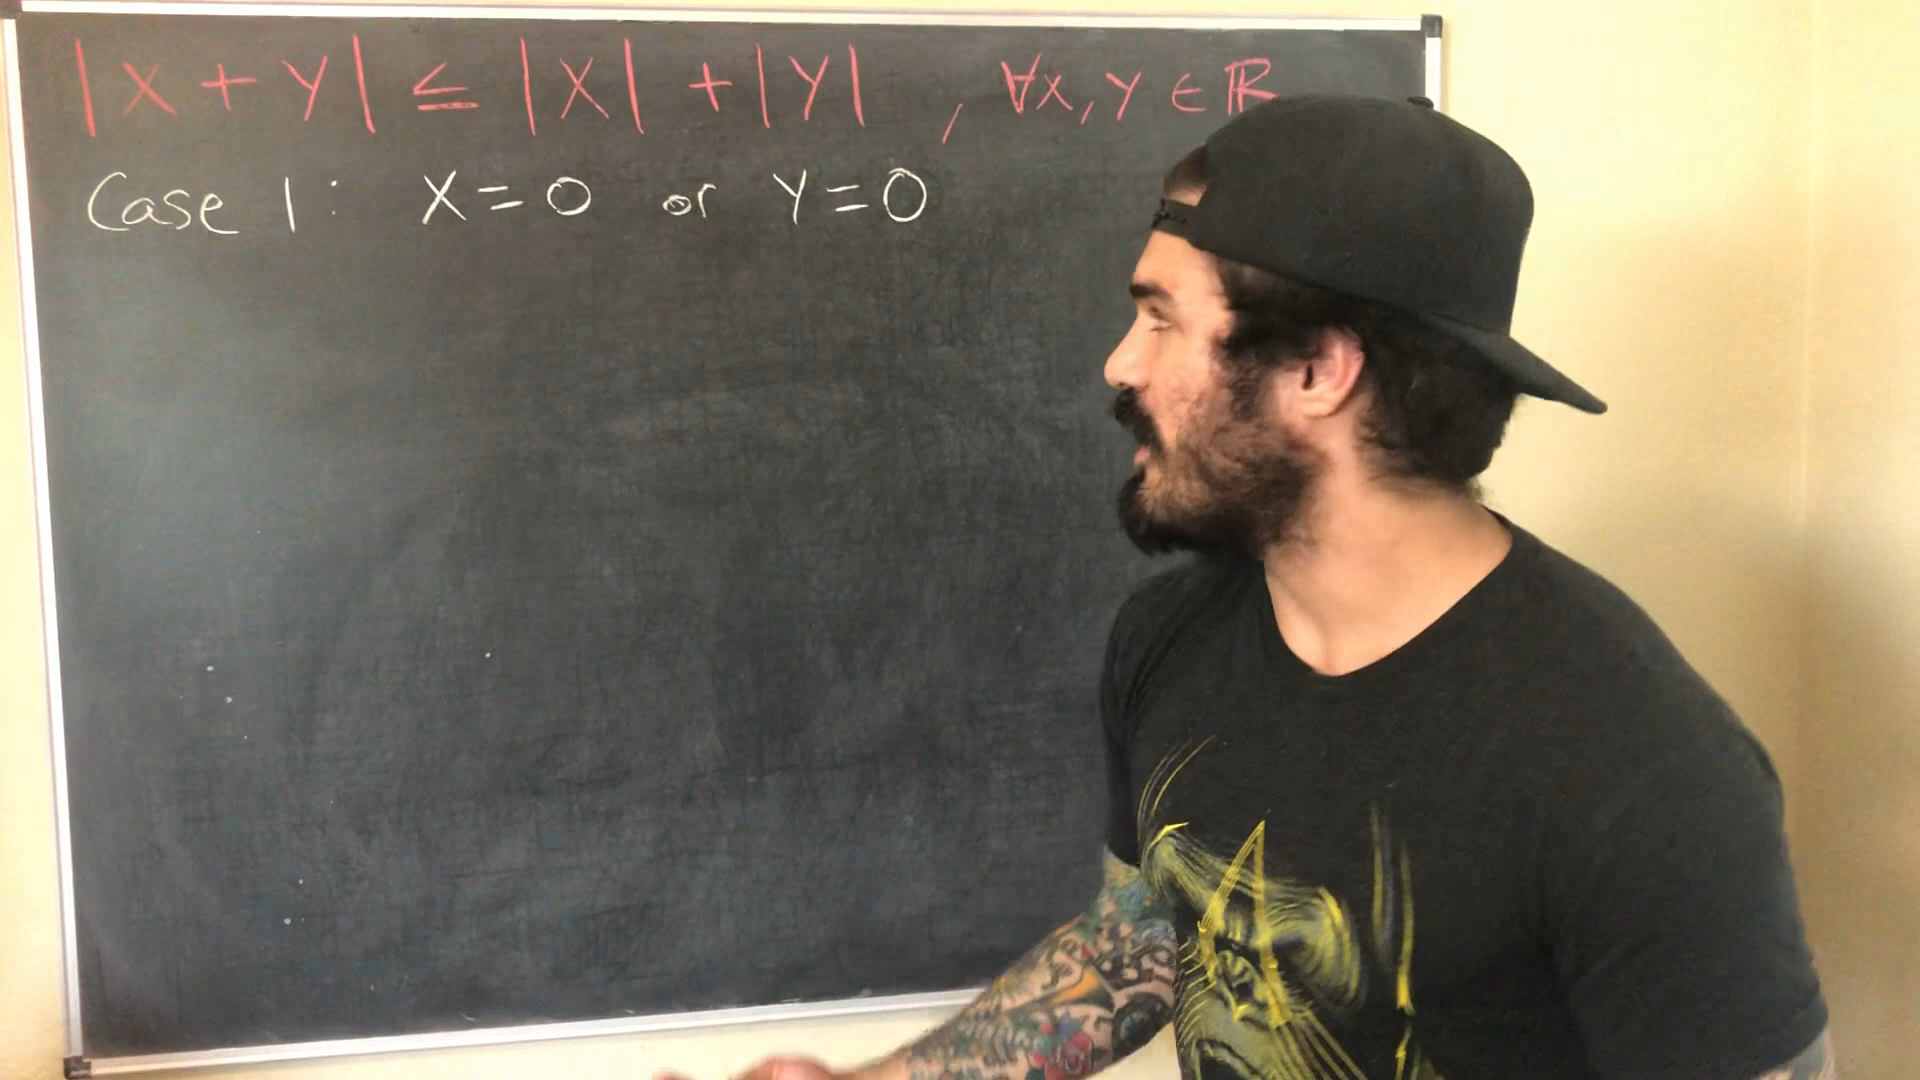 |X + Y| ≤ |X| + |Y| , ∀x, y ∈ ℝ
Case 1: X = 0 or Y = 0